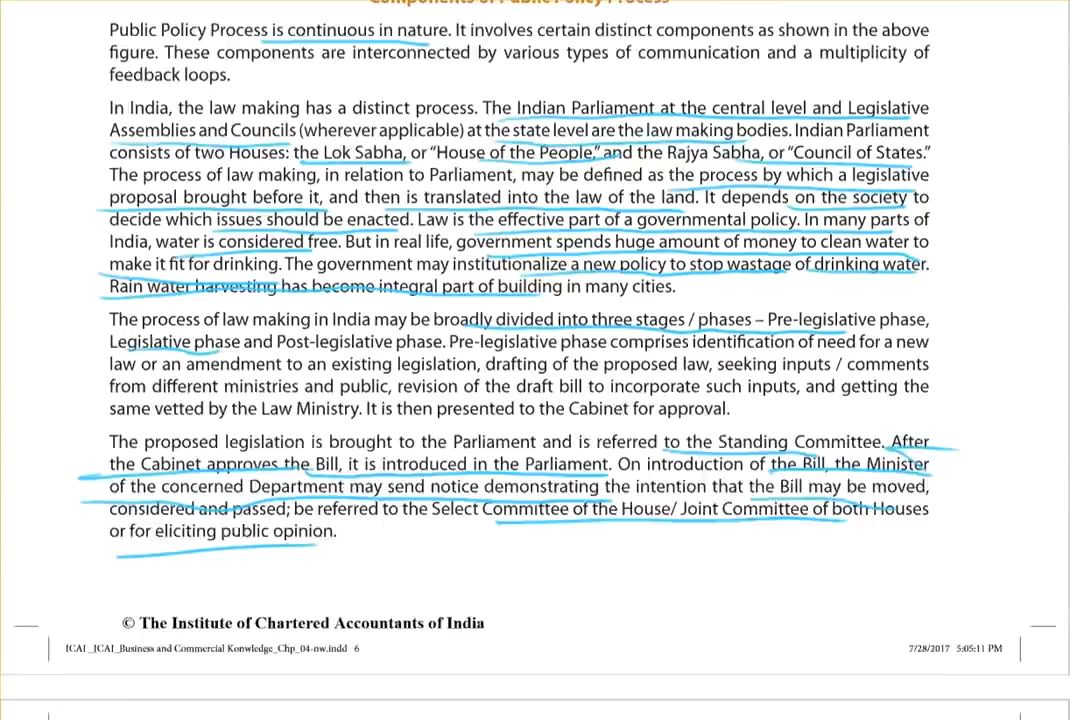 Components of Public Policy Process
Public Policy Process is continuous in nature. It involves certain distinct components as shown in the above
figure. These components are interconnected by various types of communication and a multiplicity of
feedback loops.
In India, the law making has a distinct process. The Indian Parliament at the central level and Legislative
Assemblies and Councils (wherever applicable) at the state level are the law making bodies. Indian Parliament
consists of two Houses: the Lok Sabha, or “House of the People,” and the Rajya Sabha, or “Council of States.”
The process of law making, in relation to Parliament, may be defined as the process by which a legislative
proposal brought before it, and then is translated into the law of the land. It depends on the society to
decide which issues should be enacted. Law is the effective part of a governmental policy. In many parts of
India, water is considered free. But in real life, government spends huge amount of money to clean water to
make it fit for drinking. The government may institutionalize a new policy to stop wastage of drinking water.
Rain water harvesting has become integral part of building in many cities.
The process of law making in India may be broadly divided into three stages / phases – Pre-legislative phase,
Legislative phase and Post-legislative phase. Pre-legislative phase comprises identification of need for a new
law or an amendment to an existing legislation, drafting of the proposed law, seeking inputs / comments
from different ministries and public, revision of the draft bill to incorporate such inputs, and getting the
same vetted by the Law Ministry. It is then presented to the Cabinet for approval.
The proposed legislation is brought to the Parliament and is referred to the Standing Committee. After
the Cabinet approves the Bill, it is introduced in the Parliament. On introduction of the Bill, the Minister
of the concerned Department may send notice demonstrating the intention that the Bill may be moved,
considered and passed; be referred to the Select Committee of the House/ Joint Committee of both Houses
or for eliciting public opinion.
© The Institute of Chartered Accountants of India
ICAI _ICAI_Business and Commercial Konwledge_Chp_04-nw.indd 6
7/28/2017 5:05:11 PM